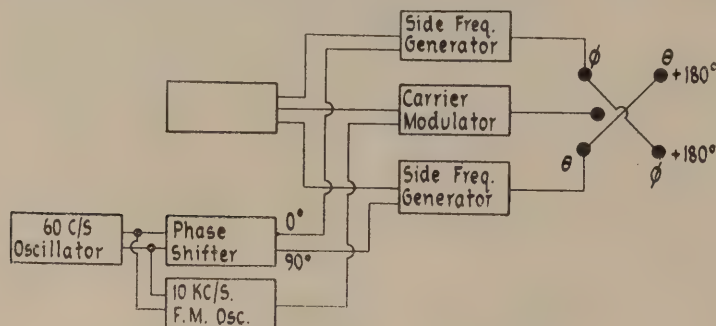 Side Freq.
Generator
Carrier
Modulator
Side Freq.
Generator
60 C/S
Oscillator
Phase
Shifter
0°
90°
10 KC/S.
F.M. Osc.
ϕ
θ
+180°
θ
+180°
ϕ